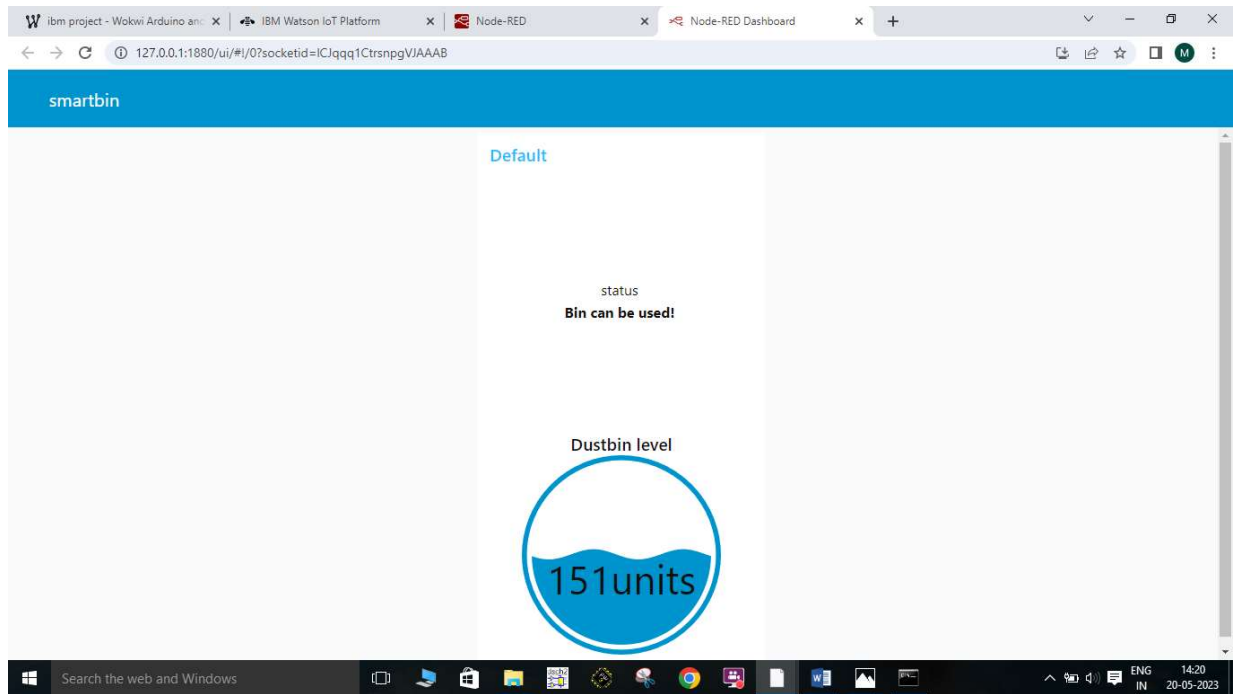 ibm project - Wokwi Arduino and
IBM Watson IoT Platform
Node-RED
Node-RED Dashboard
127.0.0.1:1880/ui/#!/0?socketid=ICJqqq1CtrsnpgVJAAAB
M
smartbin
Default
status
Bin can be used!
Dustbin level
151units
Search the web and Windows
ENG
IN
14:20
20-05-2023